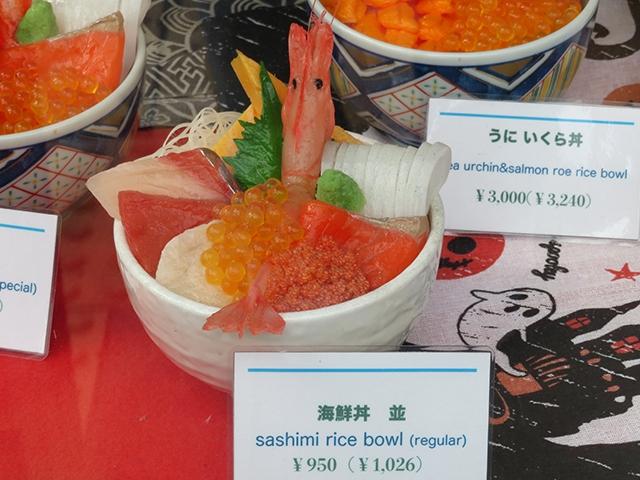 うに いくら丼
ea urchin&salmon roe rice bowl
¥3,000(¥3,240)
pecial)
)
海鮮丼 並
sashimi rice bowl (regular)
¥950 (¥1,026)